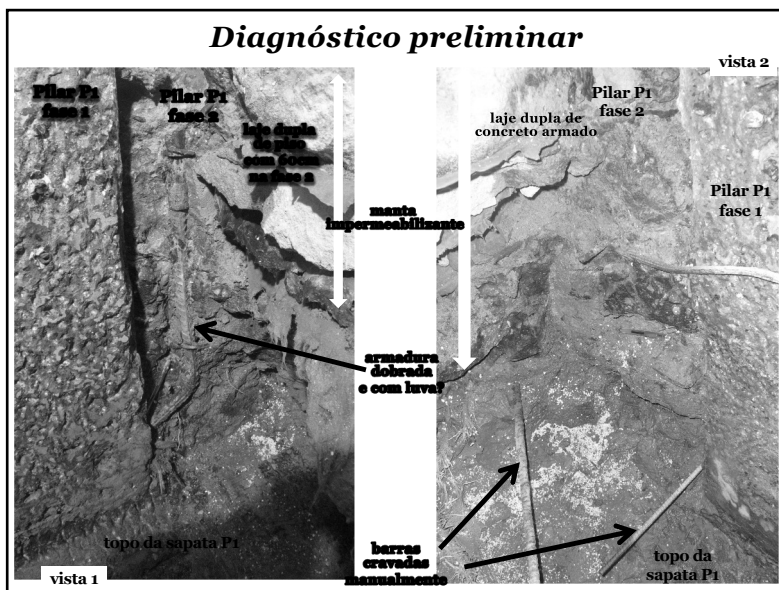 Diagnóstico preliminar
vista 2
Pilar P1
fase 1
Pilar P1
fase 2
laje dupla
de piso
som 60cm
na fase 2
manta
impermeabilizante
armadura
dobrada
e com luva?
barras
cravadas
manualmente
topo da sapata P1
vista 1
laje dupla de
concreto armado
Pilar P1
fase 2
Pilar P1
fase 1
topo da
sapata P1